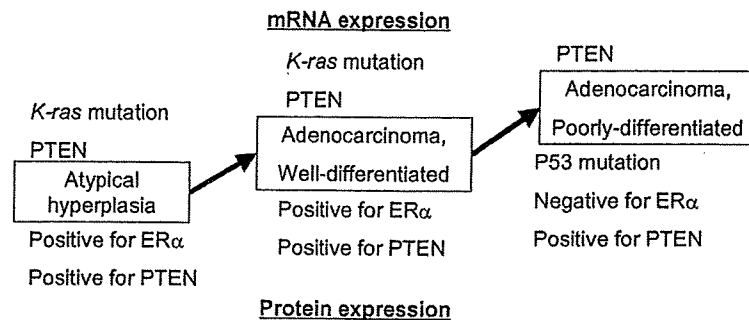 mRNA expression
K-ras mutation
PTEN
Atypical
hyperplasia
Positive for ERα
Positive for PTEN
K-ras mutation
PTEN
Adenocarcinoma,
Well-differentiated
Positive for ERα
Positive for PTEN
PTEN
Adenocarcinoma,
Poorly-differentiated
P53 mutation
Negative for ERα
Positive for PTEN
Protein expression